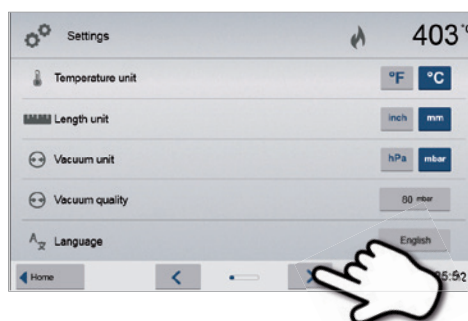 Settings 403 °C
Temperature unit °F °C
Length unit inch mm
Vacuum unit hPa mbar
Vacuum quality 80 mbar
Language English
Home